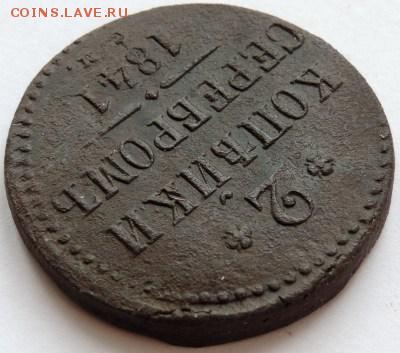 COINS.LAVE.RU
* 2 *
КОПѢЙКИ
СЕРЕБРОМЪ
1841